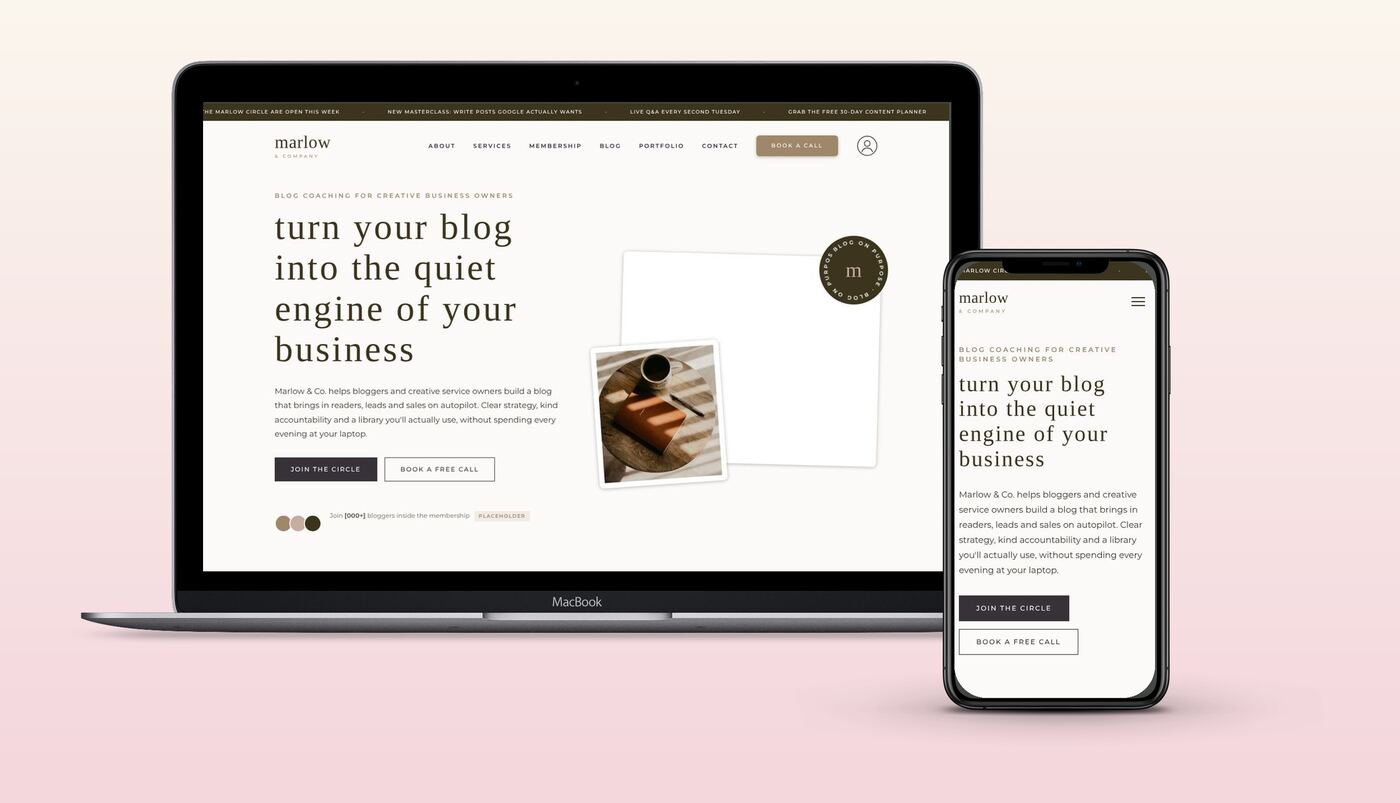 THE MARLOW CIRCLE ARE OPEN THIS WEEK · NEW MASTERCLASS: WRITE POSTS GOOGLE ACTUALLY WANTS · LIVE Q&A EVERY SECOND TUESDAY · GRAB THE FREE 30-DAY CONTENT PLANNER
marlow
& COMPANY
ABOUT SERVICES MEMBERSHIP BLOG PORTFOLIO CONTACT BOOK A CALL
BLOG COACHING FOR CREATIVE BUSINESS OWNERS
turn your blog
into the quiet
engine of your
business
Marlow & Co. helps bloggers and creative service owners build a blog
that brings in readers, leads and sales on autopilot. Clear strategy, kind
accountability and a library you'll actually use, without spending every
evening at your laptop.
JOIN THE CIRCLE BOOK A FREE CALL
Join [000+] bloggers inside the membership PLACEHOLDER
BLOG ON PURPOSE · BLOG ON PURPOS
m
MacBook
MARLOW CIRC
marlow
& COMPANY
BLOG COACHING FOR CREATIVE
BUSINESS OWNERS
turn your blog
into the quiet
engine of your
business
Marlow & Co. helps bloggers and creative
service owners build a blog that brings in
readers, leads and sales on autopilot. Clear
strategy, kind accountability and a library
you'll actually use, without spending every
evening at your laptop.
JOIN THE CIRCLE
BOOK A FREE CALL